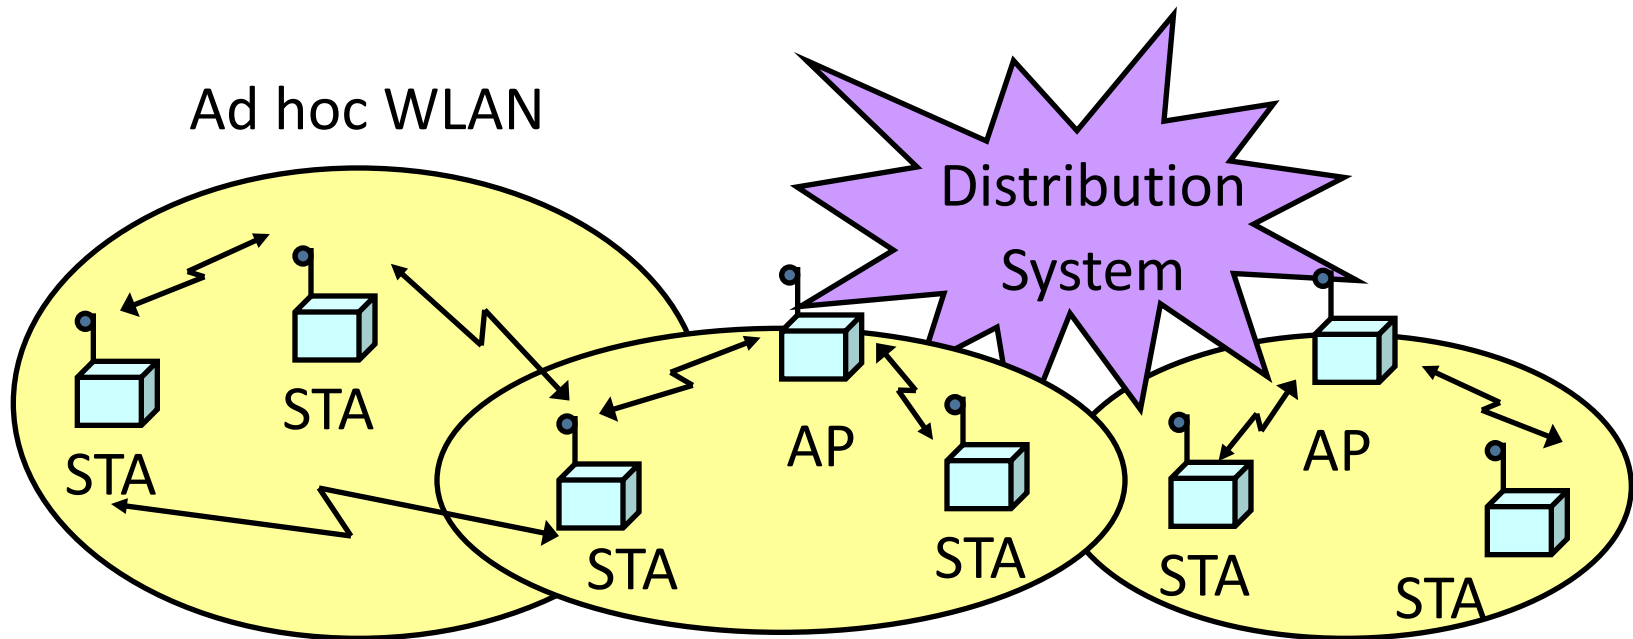 Ad hoc WLAN
Distribution
System
STA
STA
AP
AP
STA
STA
STA
STA